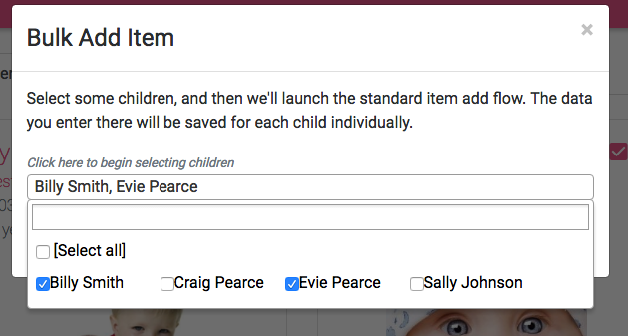 Bulk Add Item
×
Select some children, and then we'll launch the standard item add flow. The data
you enter there will be saved for each child individually.
Click here to begin selecting children
Billy Smith, Evie Pearce
[Select all]
Billy Smith Craig Pearce Evie Pearce Sally Johnson